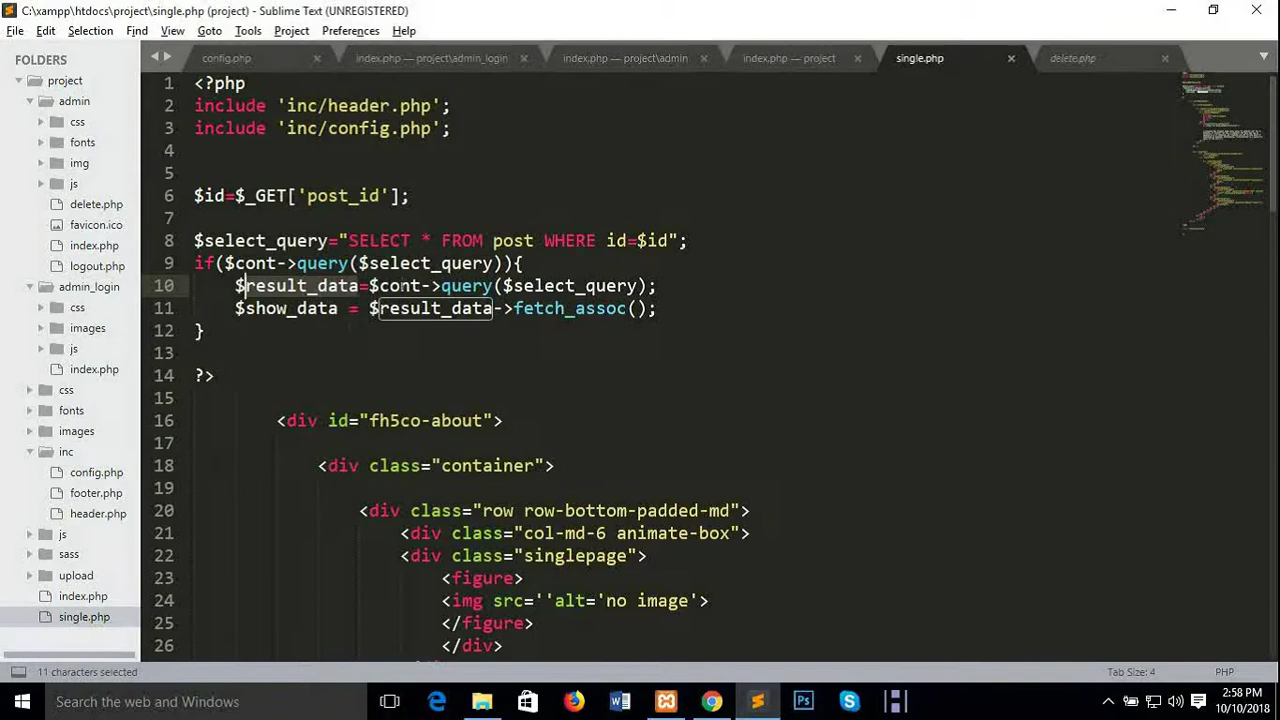 C:\xampp\htdocs\project\single.php (project) - Sublime Text (UNREGISTERED)
File Edit Selection Find View Goto Tools Project Preferences Help
FOLDERS
project
admin
css
fonts
img
js
delete.php
favicon.ico
index.php
logout.php
admin_login
css
images
js
index.php
css
fonts
images
inc
config.php
footer.php
header.php
js
sass
upload
index.php
single.php
config.php index.php — project\admin_login index.php — project\admin index.php — project single.php delete.php
1 <?php
2 include 'inc/header.php';
3 include 'inc/config.php';
4
5
6 $id=$_GET['post_id'];
7
8 $select_query="SELECT * FROM post WHERE id=$id";
9 if($cont->query($select_query)){
10 $result_data=$cont->query($select_query);
11 $show_data = $result_data->fetch_assoc();
12 }
13
14 ?>
15
16 <div id="fh5co-about">
17
18 <div class="container">
19
20 <div class="row row-bottom-padded-md">
21 <div class="col-md-6 animate-box">
22 <div class="singlepage">
23 <figure>
24 <img src=''alt='no image'>
25 </figure>
26 </div>
11 characters selected Tab Size: 4 PHP
Search the web and Windows 2:58 PM
10/10/2018